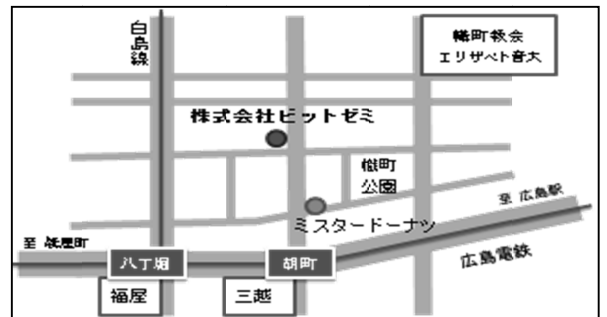 白島線
幟町教会
エリザベト音大
株式会社ビットゼミ
幟町
公園
ミスタードーナツ
至 広島駅
至 紙屋町
八丁堀
胡町
広島電鉄
福屋
三越